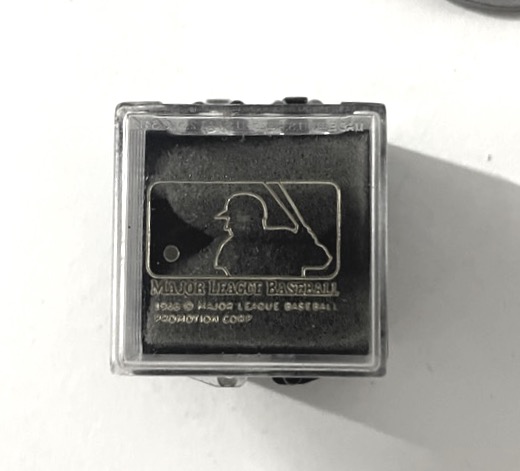 MAJOR LEAGUE BASEBALL
© MAJOR LEAGUE BASEBALL
PROMOTION CORP